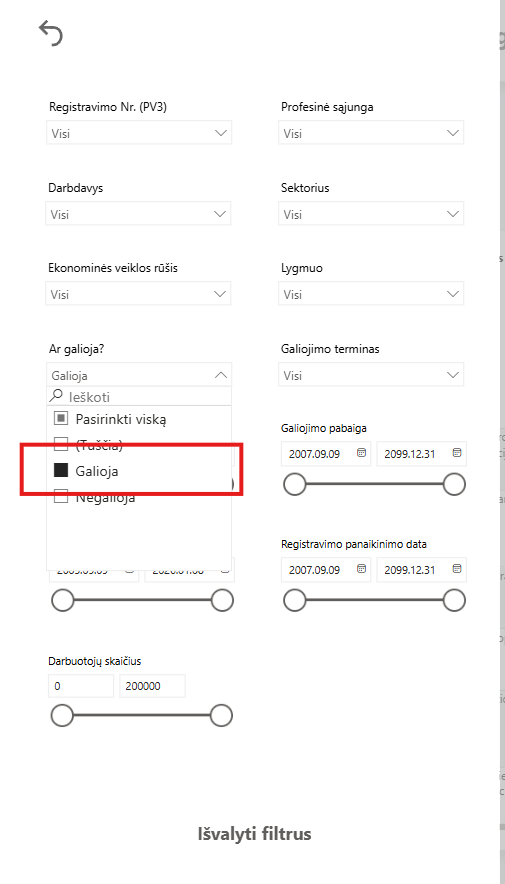 Registravimo Nr. (PV3)
Profesinė sąjunga
Visi
Visi
Darbdavys
Sektorius
Visi
Visi
Ekonominės veiklos rūšis
Lygmuo
Visi
Visi
Ar galioja?
Galiojimo terminas
Galioja
Visi
Ieškoti
Pasirinkti viską
(Tuščia)
Galioja
Negalioja
Galiojimo pabaiga
2007.09.09
2099.12.31
Registravimo panaikinimo data
2007.09.09
2099.12.31
Darbuotojų skaičius
0
200000
Išvalyti filtrus